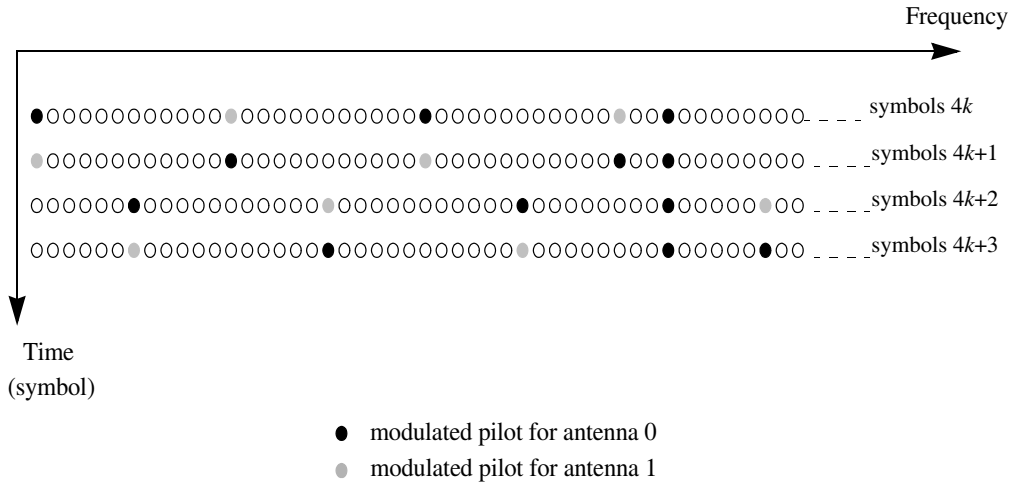 Frequency
symbols 4k
symbols 4k+1
symbols 4k+2
symbols 4k+3
Time
(symbol)
modulated pilot for antenna 0
modulated pilot for antenna 1